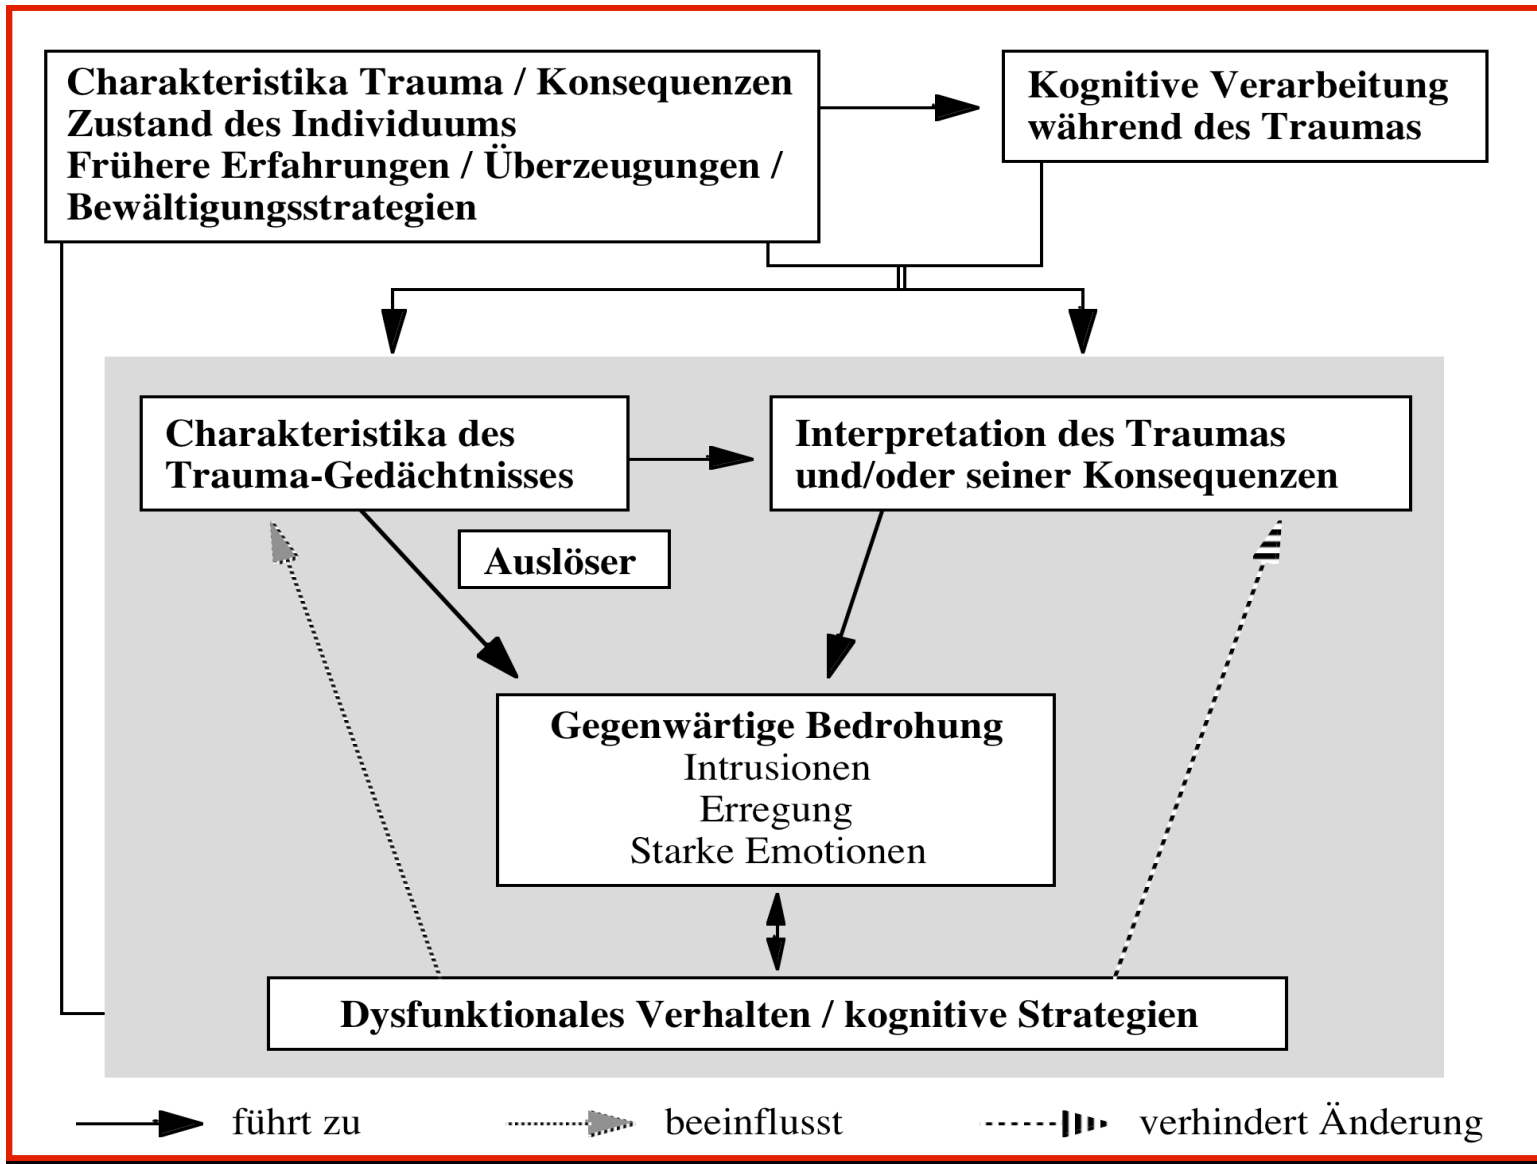 Charakteristika Trauma / Konsequenzen
Zustand des Individuums
Frühere Erfahrungen / Überzeugungen /
Bewältigungsstrategien
Kognitive Verarbeitung
während des Traumas
Charakteristika des
Trauma-Gedächtnisses
Interpretation des Traumas
und/oder seiner Konsequenzen
Auslöser
Gegenwärtige Bedrohung
Intrusionen
Erregung
Starke Emotionen
Dysfunktionales Verhalten / kognitive Strategien
führt zu
beeinflusst
verhindert Änderung